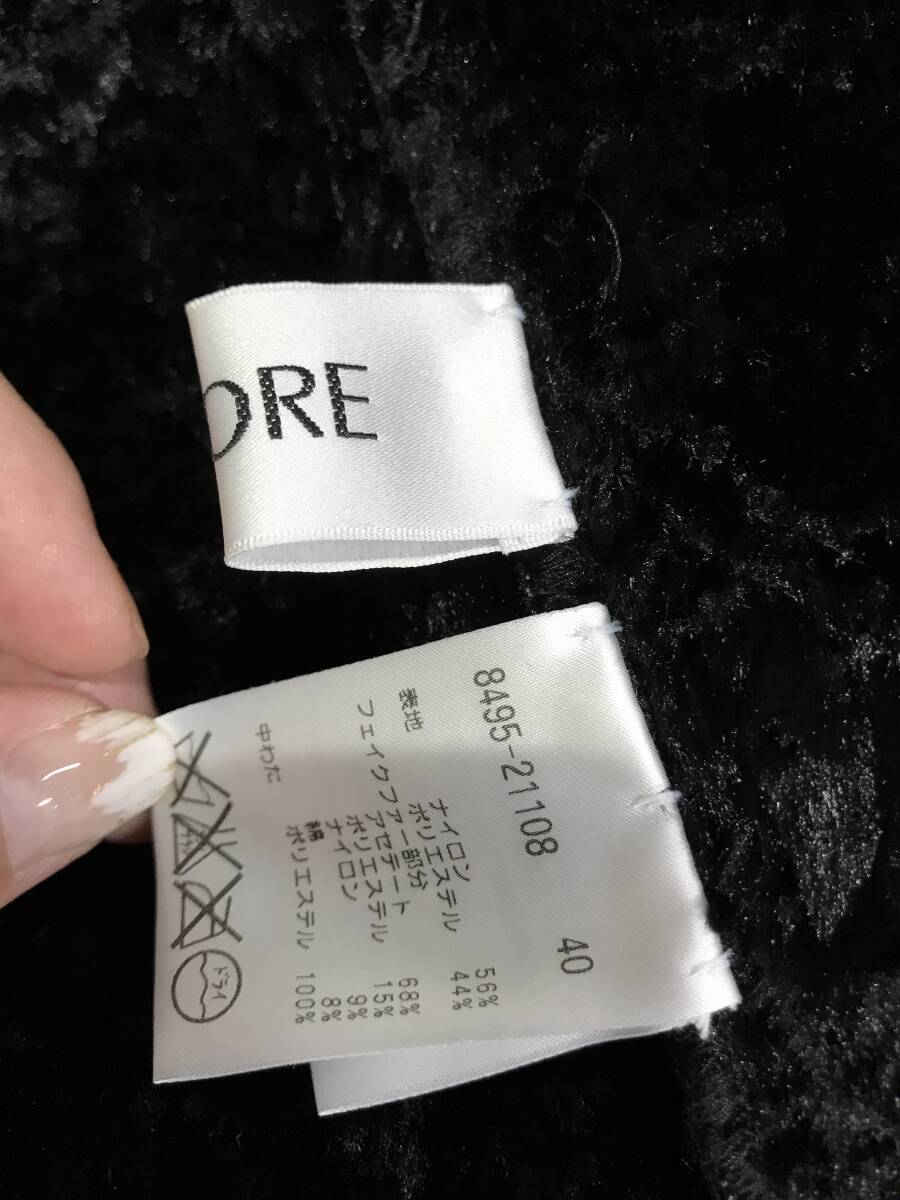 ORE
8495-21108 40
表地
ナイロン 56%
ポリエステル 44%
フェイクファー部分
アセテート 68%
ポリエステル 15%
ナイロン 9%
綿 8%
中わた
ポリエステル 100%
ドライ